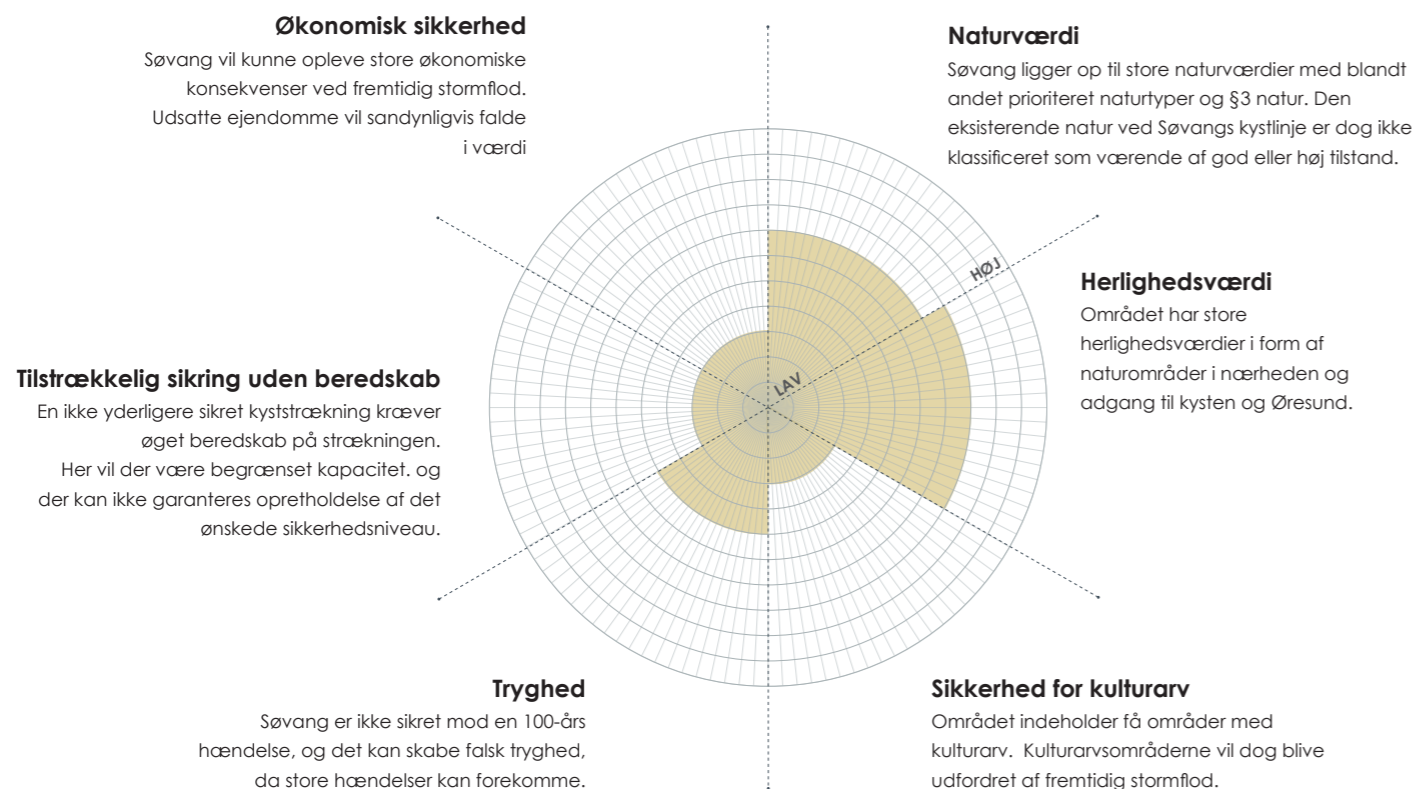 Økonomisk sikkerhed
Søvang vil kunne opleve store økonomiske
konsekvenser ved fremtidig stormflod.
Udsatte ejendomme vil sandynligvis falde
i værdi
Naturværdi
Søvang ligger op til store naturværdier med blandt
andet prioriteret naturtyper og §3 natur. Den
eksisterende natur ved Søvangs kystlinje er dog ikke
klassificeret som værende af god eller høj tilstand.
HØJ
LAV
Herlighedsværdi
Området har store
herlighedsværdier i form af
naturområder i nærheden og
adgang til kysten og Øresund.
Tilstrækkelig sikring uden beredskab
En ikke yderligere sikret kyststrækning kræver
øget beredskab på strækningen.
Her vil der være begrænset kapacitet. og
der kan ikke garanteres opretholdelse af det
ønskede sikkerhedsniveau.
Tryghed
Søvang er ikke sikret mod en 100-års
hændelse, og det kan skabe falsk tryghed,
da store hændelser kan forekomme.
Sikkerhed for kulturarv
Området indeholder få områder med
kulturarv.  Kulturarvsområderne vil dog blive
udfordret af fremtidig stormflod.